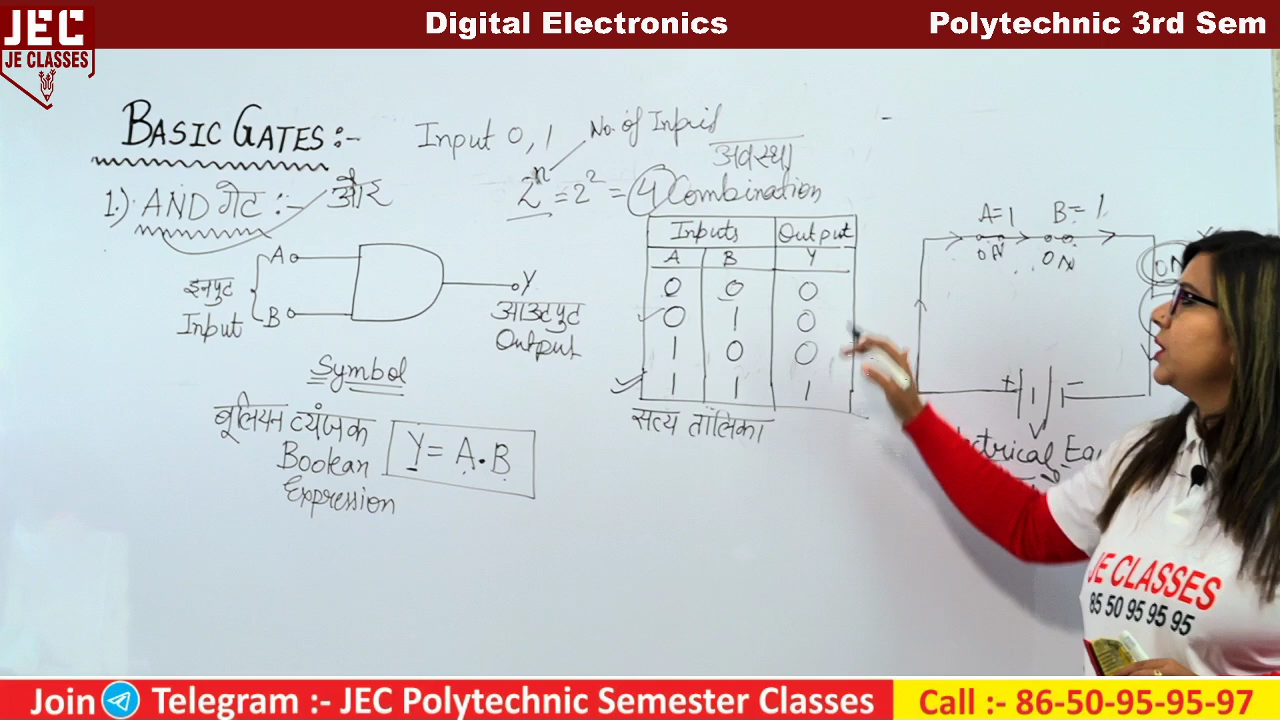 JEC
JE CLASSES
Digital Electronics
Polytechnic 3rd Sem
BASIC GATES:-
Input 0, 1
No. of Inputs
अवस्था
2ⁿ = 2² = 4 Combination
1.) AND गेट :- और
A
B
Y
इनपुट
Input
आउटपुट
Output
Symbol
बूलियन व्यंजक
Boolean
Expression
Y = A.B
Inputs Output
A B Y
0 0 0
0 1 0
1 0 0
1 1 1
सत्य तालिका
A=1 B=1
ON ON
ON
+ -
V
JE CLASSES
85 50 95 95 95
Join Telegram :- JEC Polytechnic Semester Classes
Call :- 86-50-95-95-97